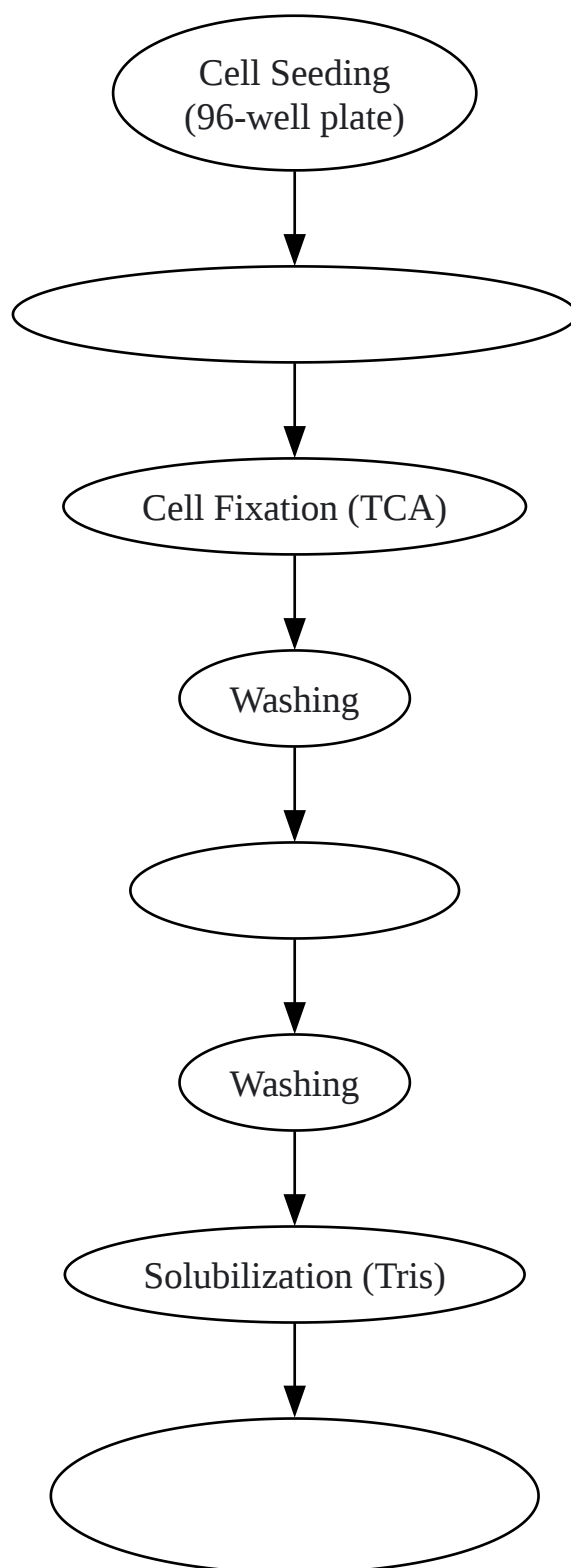 Cell Seeding
(96-well plate)
Cell Fixation (TCA)
Washing
Washing
Solubilization (Tris)